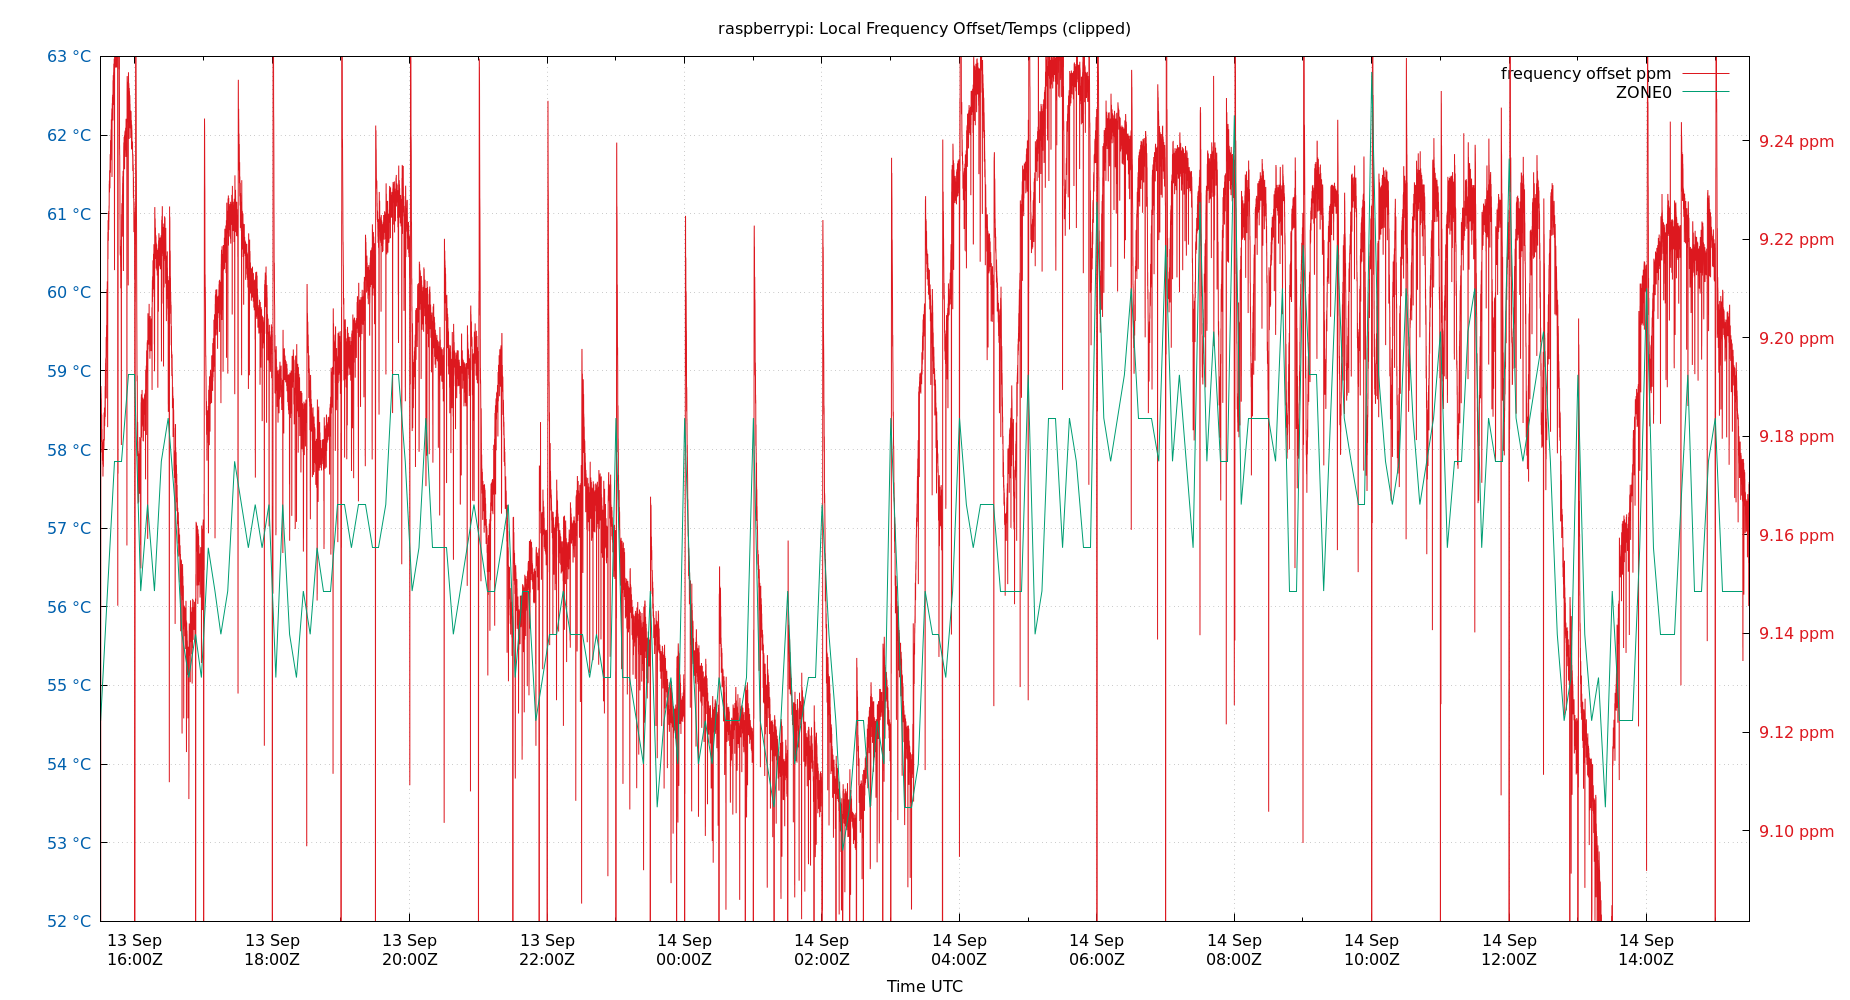 raspberrypi: Local Frequency Offset/Temps (clipped)
63 °C
62 °C
61 °C
60 °C
59 °C
58 °C
57 °C
56 °C
55 °C
54 °C
53 °C
52 °C
frequency offset ppm
ZONE0
9.24 ppm
9.22 ppm
9.20 ppm
9.18 ppm
9.16 ppm
9.14 ppm
9.12 ppm
9.10 ppm
13 Sep 13 Sep 13 Sep 13 Sep 14 Sep 14 Sep 14 Sep 14 Sep 14 Sep 14 Sep 14 Sep 14 Sep
16:00Z 18:00Z 20:00Z 22:00Z 00:00Z 02:00Z 04:00Z 06:00Z 08:00Z 10:00Z 12:00Z 14:00Z
Time UTC